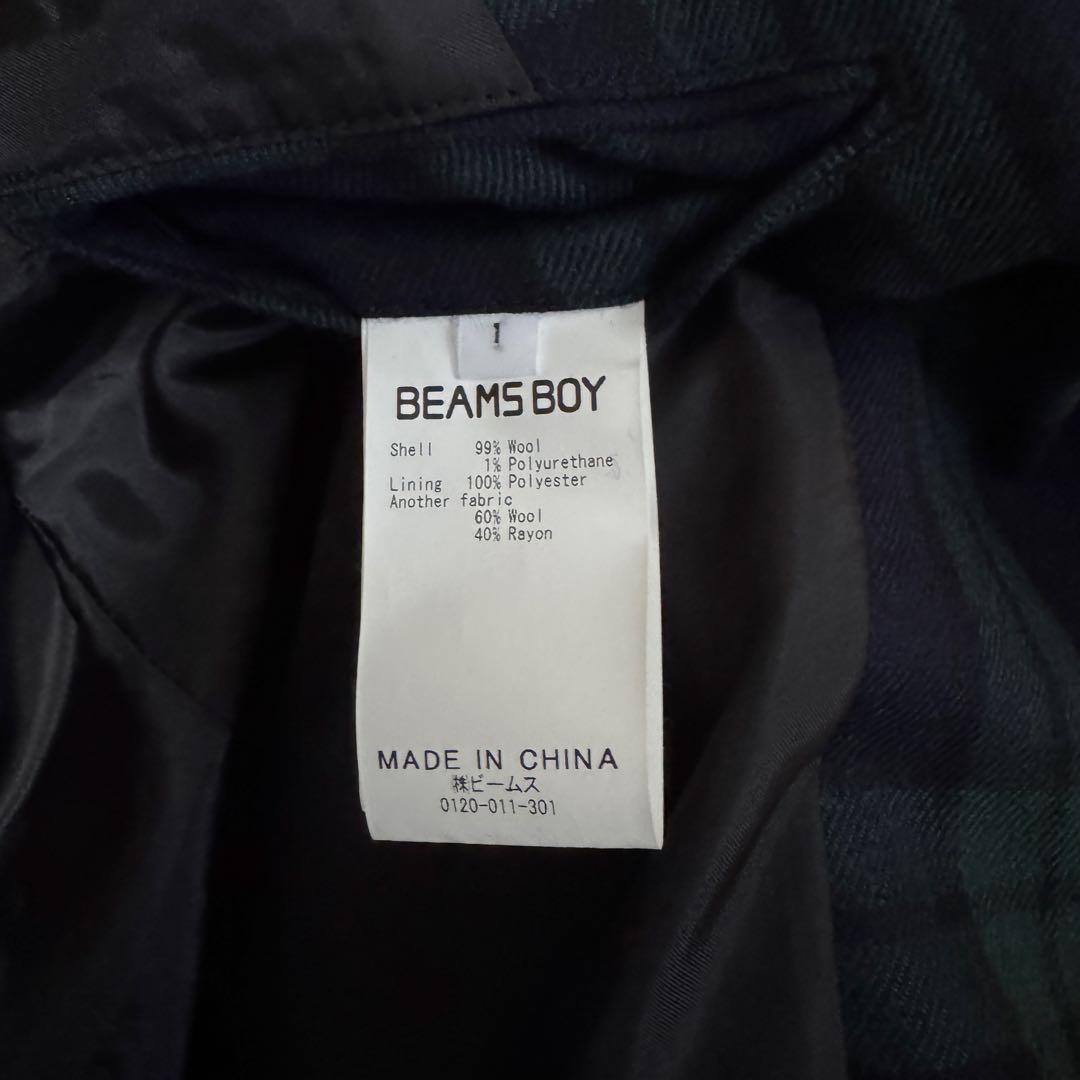 1
BEAMS BOY
Shell 99% Wool
1% Polyurethane
Lining 100% Polyester
Another fabric
60% Wool
40% Rayon
MADE IN CHINA
㈱ビームス
0120-011-301